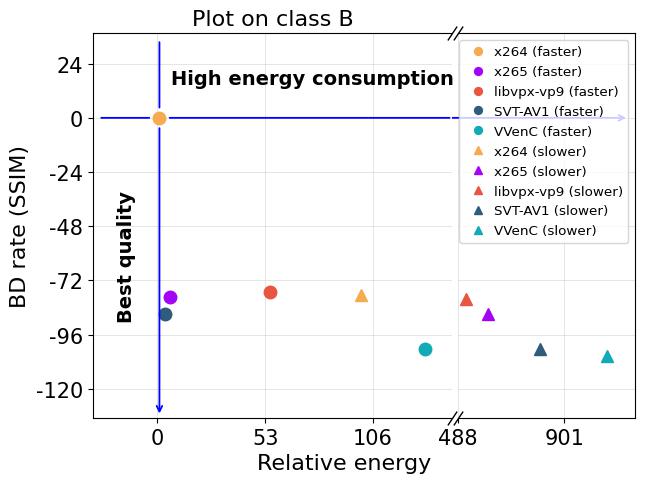 Plot on class B
24
0
-24
-48
-72
-96
-120
BD rate (SSIM)
High energy consumption
Best quality
x264 (faster)
x265 (faster)
libvpx-vp9 (faster)
SVT-AV1 (faster)
VVenC (faster)
x264 (slower)
x265 (slower)
libvpx-vp9 (slower)
SVT-AV1 (slower)
VVenC (slower)
0 53 106 488 901
Relative energy